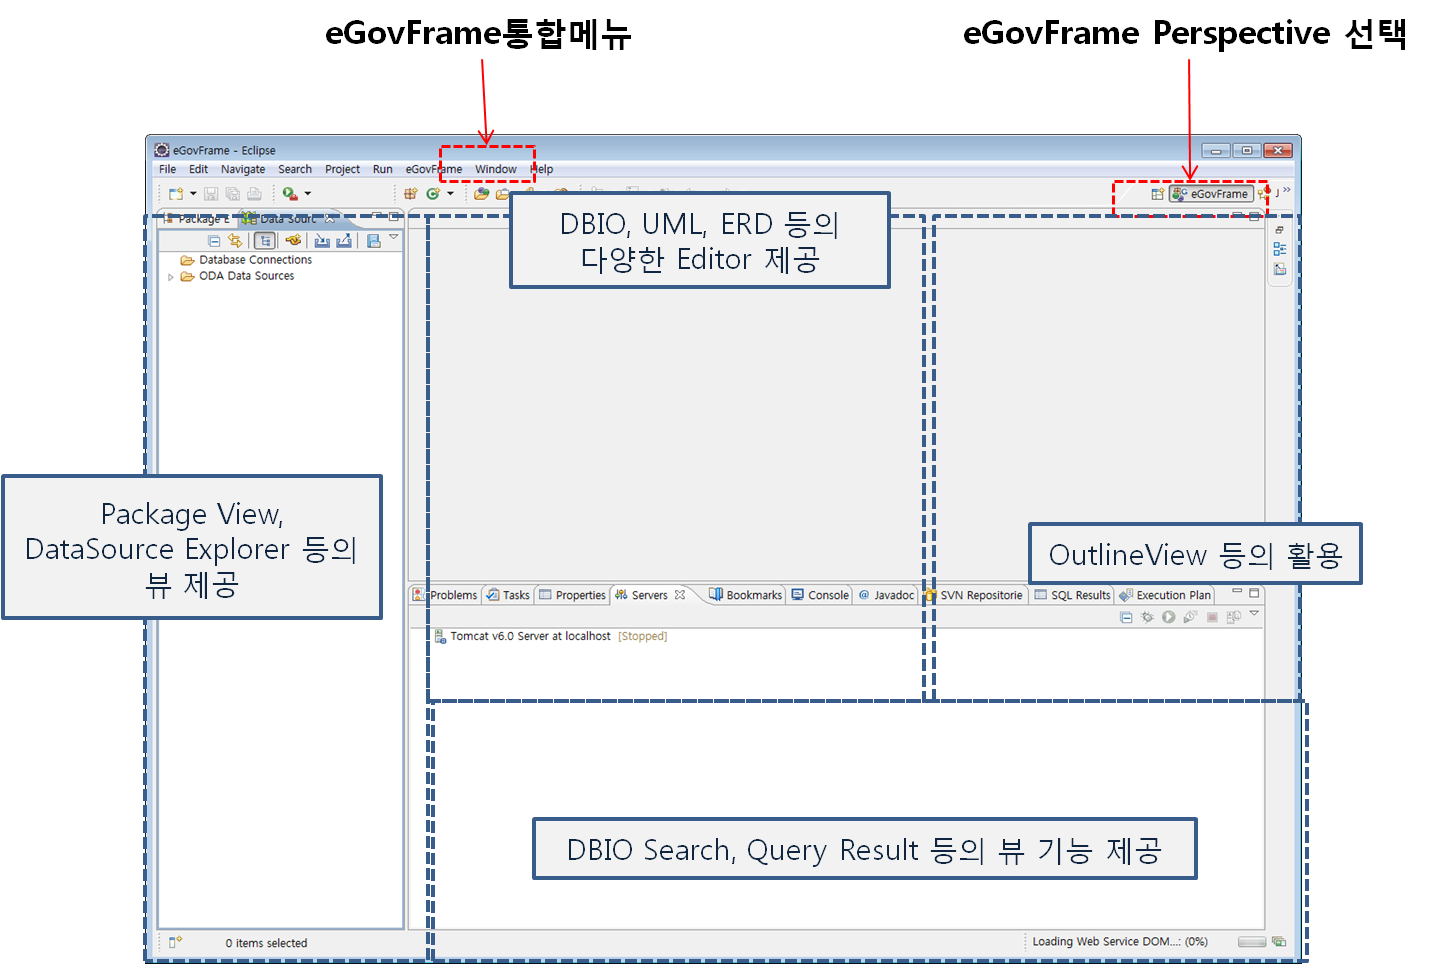 eGovFrame통합메뉴
eGovFrame Perspective 선택
eGovFrame - Eclipse
File Edit Navigate Search Project Run eGovFrame Window Help
eGovFrame
J
Package E
Data Sourc
DBIO, UML, ERD 등의
다양한 Editor 제공
Database Connections
ODA Data Sources
Package View,
DataSource Explorer 등의
뷰 제공
OutlineView 등의 활용
Problems Tasks Properties Servers Bookmarks Console @ Javadoc SVN Repositorie SQL Results Execution Plan
Tomcat v6.0 Server at localhost [Stopped]
DBIO Search, Query Result 등의 뷰 기능 제공
0 items selected
Loading Web Service DOM...: (0%)